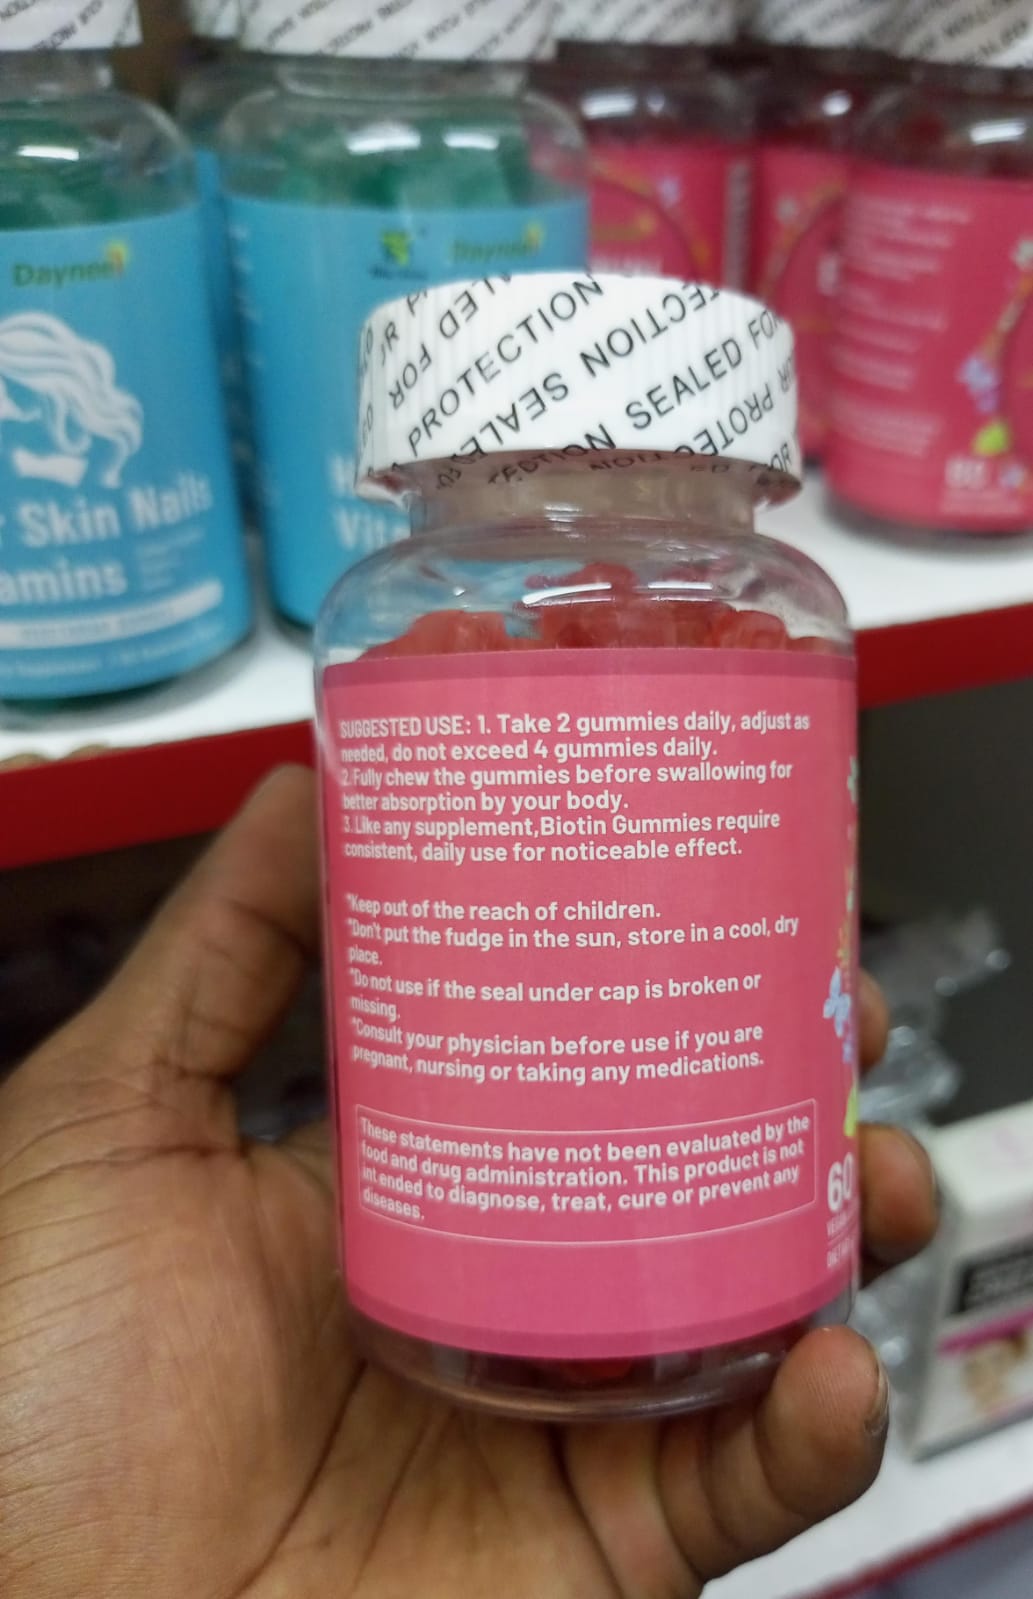 Dayneel
Dayneel
PROTECTION
SEALED FOR
PROTECTION
SEALED
r Skin Nails
amins
SUGGESTED USE: 1. Take 2 gummies daily, adjust as
needed, do not exceed 4 gummies daily.
2. Fully chew the gummies before swallowing for
better absorption by your body.
3. Like any supplement,Biotin Gummies require
consistent, daily use for noticeable effect.
*Keep out of the reach of children.
*Don't put the fudge in the sun, store in a cool, dry
place.
*Do not use if the seal under cap is broken or
missing.
*Consult your physician before use if you are
pregnant, nursing or taking any medications.
These statements have not been evaluated by the
food and drug administration. This product is not
intended to diagnose, treat, cure or prevent any
diseases.
60